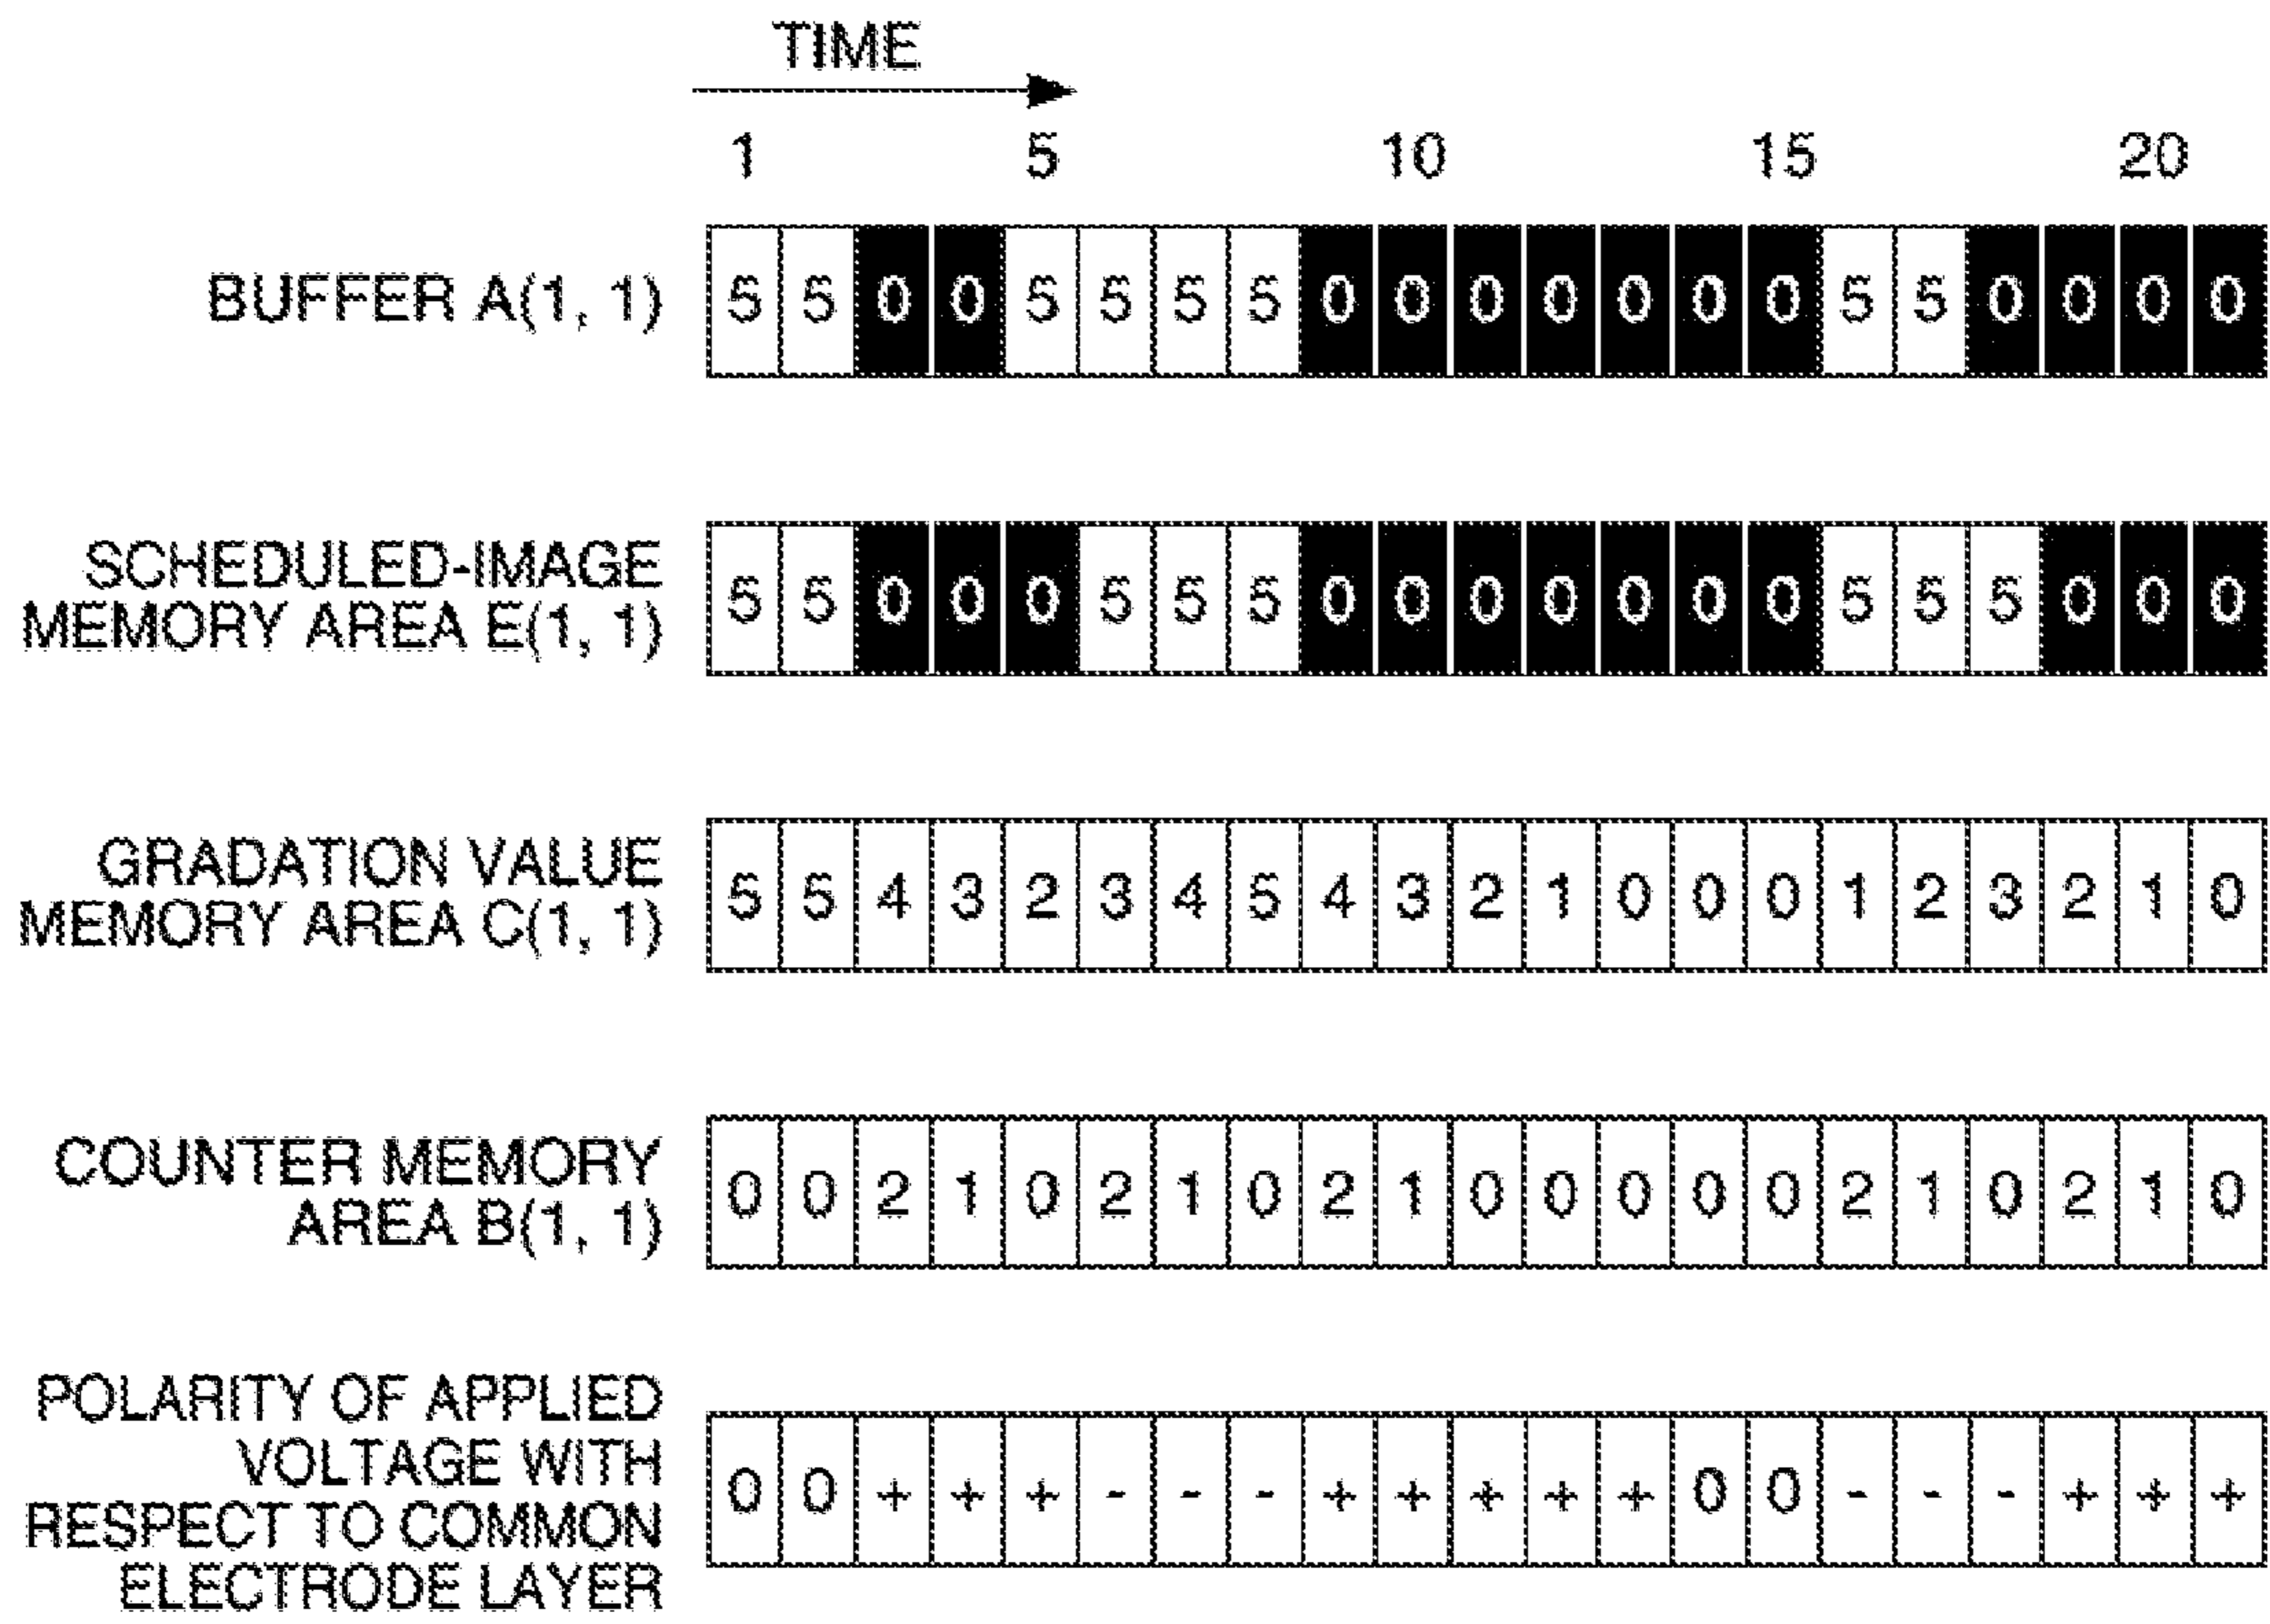 TIME
1 5 10 15 20
BUFFER A(1, 1) 5 5 0 0 5 5 5 5 0 0 0 0 0 0 0 5 5 0 0 0 0
SCHEDULED-IMAGE
MEMORY AREA E(1, 1) 5 5 0 0 0 5 5 5 0 0 0 0 0 0 0 5 5 5 0 0 0
GRADATION VALUE
MEMORY AREA C(1, 1) 5 5 4 3 2 3 4 5 4 3 2 1 0 0 0 1 2 3 2 1 0
COUNTER MEMORY
AREA B(1, 1) 0 0 2 1 0 2 1 0 2 1 0 0 0 0 0 2 1 0 2 1 0
POLARITY OF APPLIED
VOLTAGE WITH
RESPECT TO COMMON
ELECTRODE LAYER 0 0 + + + - - - + + + + + 0 0 - - - + + +